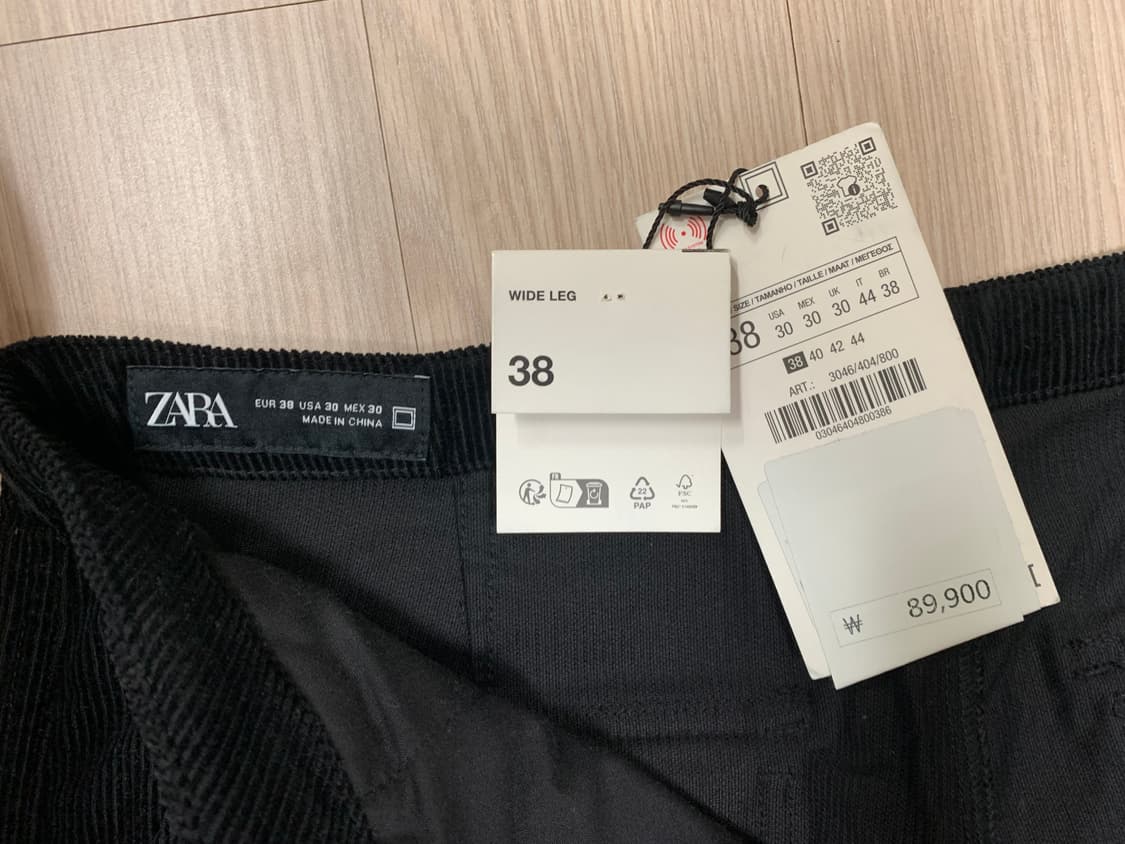 ZARA
EUR 38 USA 30 MEX 30
MADE IN CHINA
WIDE LEG
38
FR
22
PAP
FSC
SIZE / TAMANHO / TAILLE / MAAT / ΜΕΓΕΘΟΣ
38 USA 30 MEX 30 UK 30 IT 44 BR 38
38 40 42 44
ART.: 3046/404/800
03046404800386
₩ 89,900